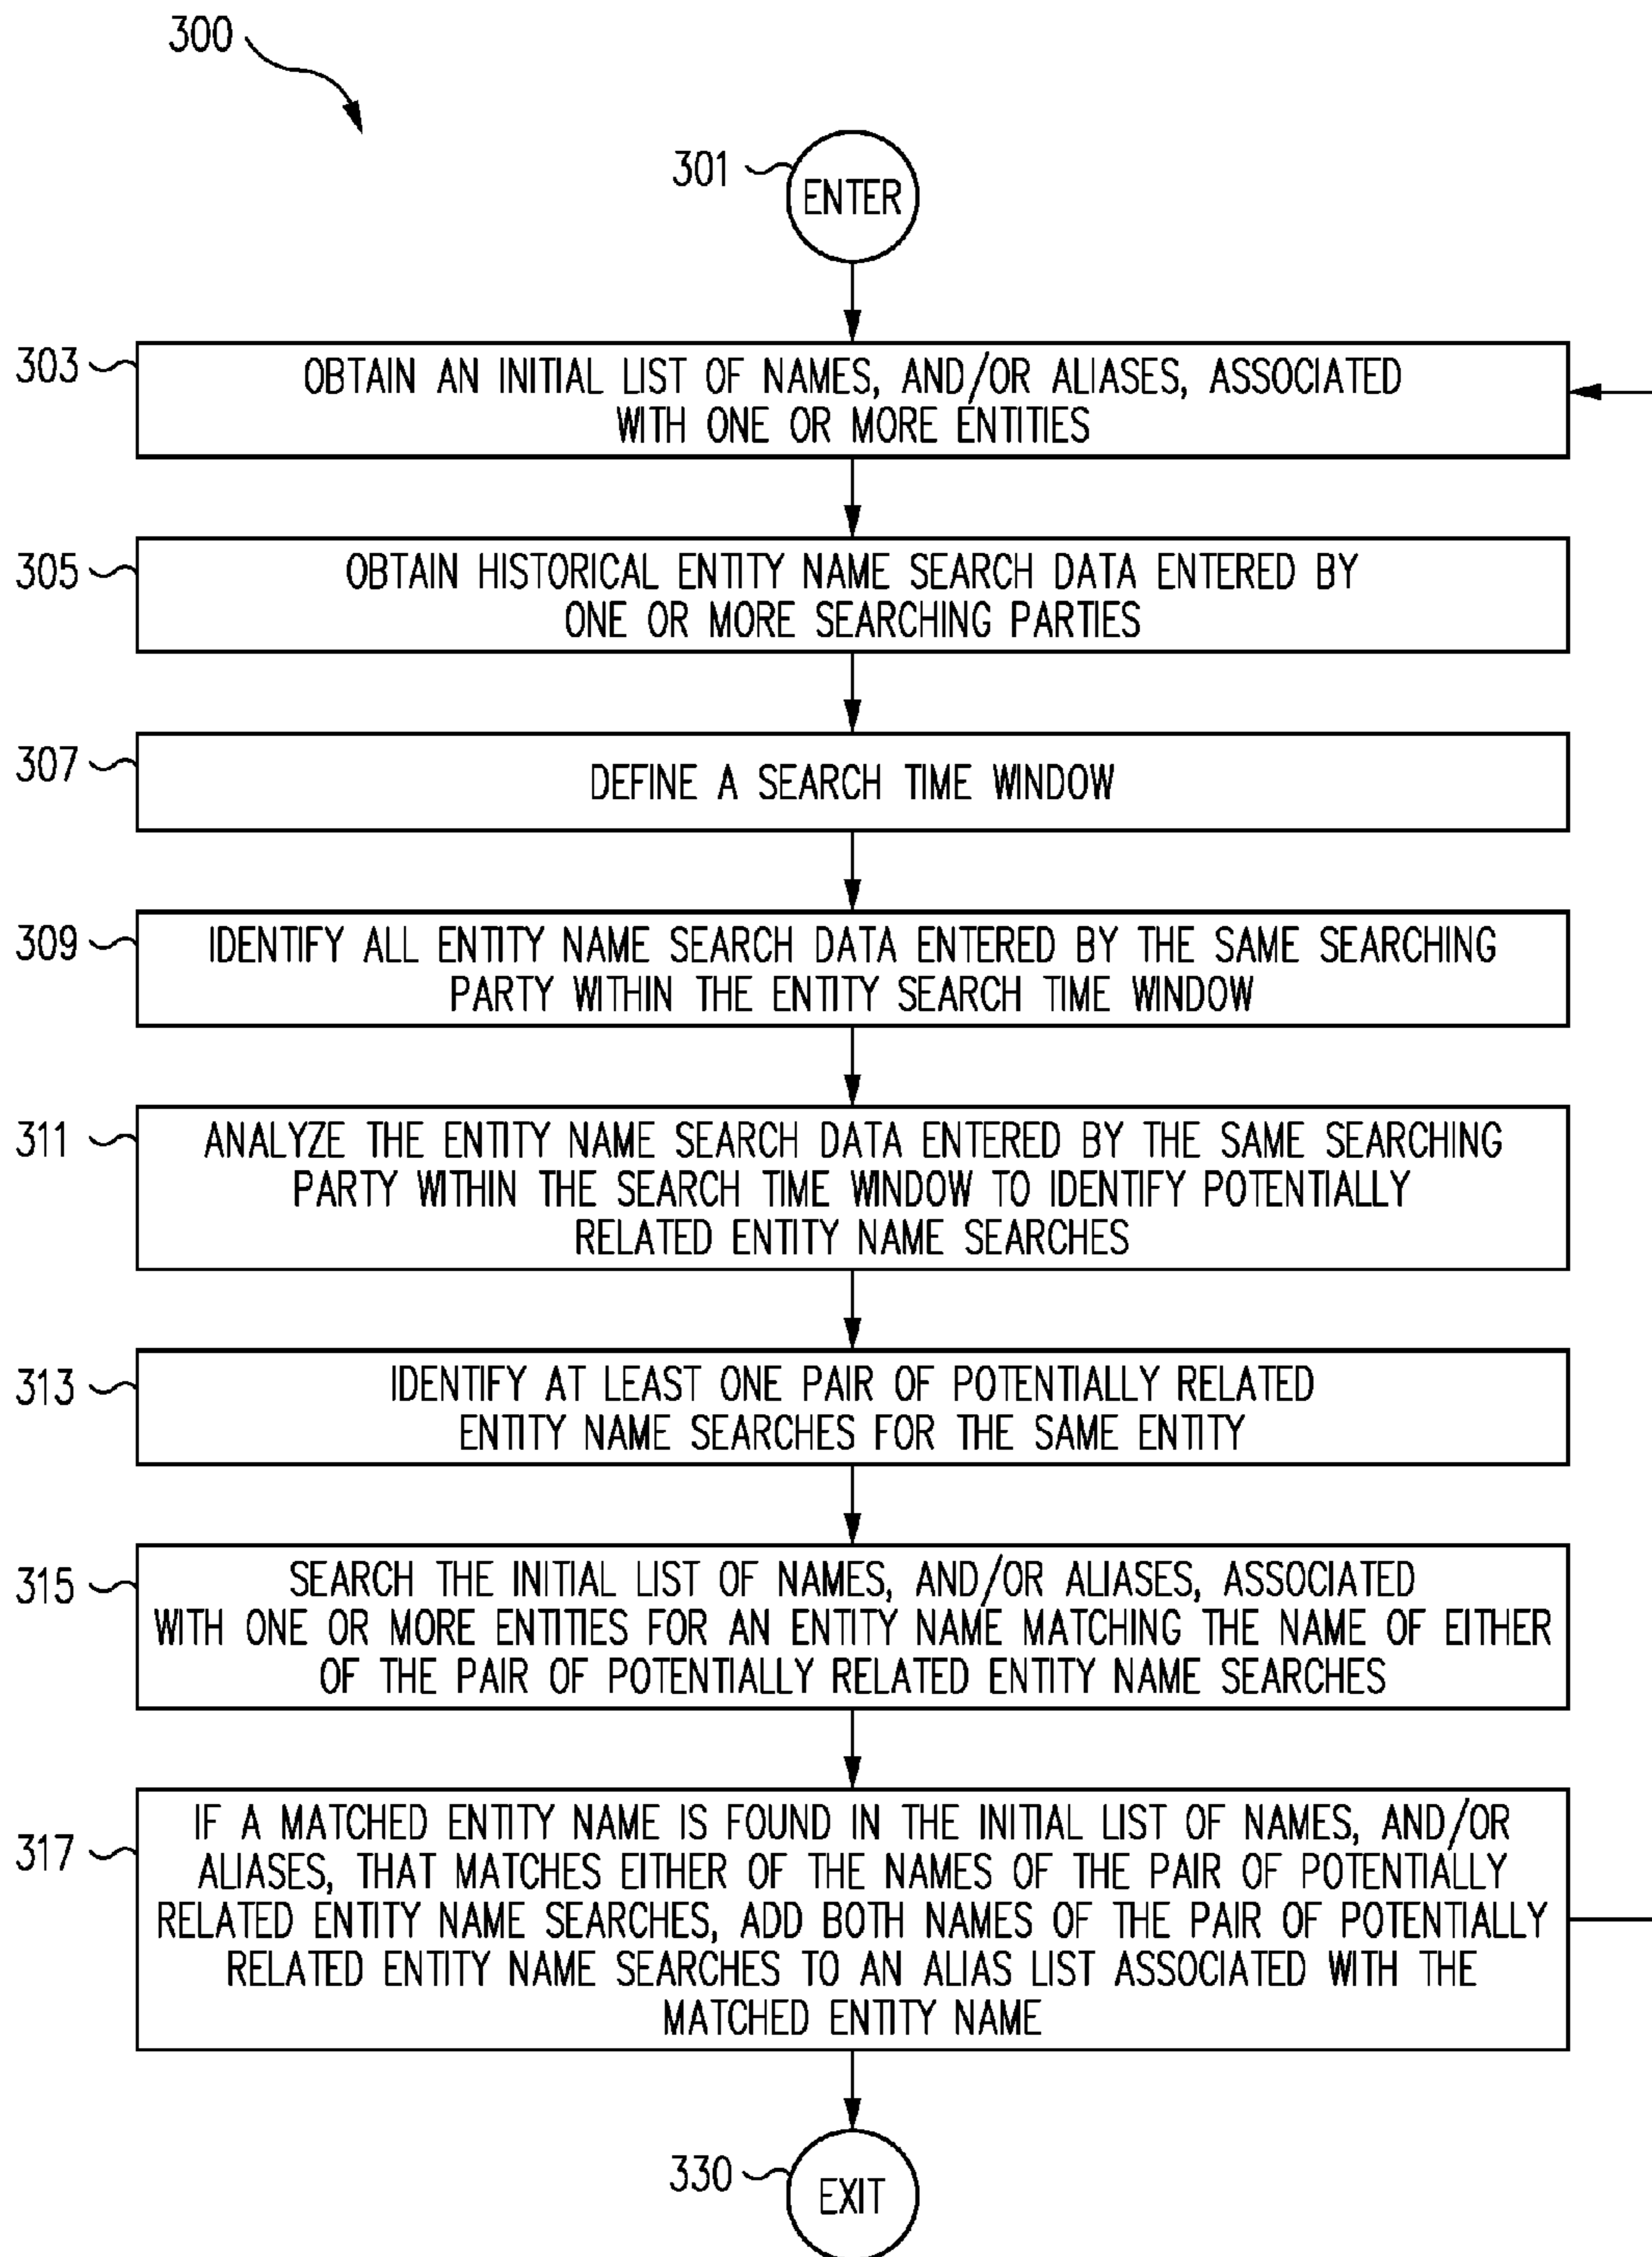 300
301
ENTER
303
OBTAIN AN INITIAL LIST OF NAMES, AND/OR ALIASES, ASSOCIATED
WITH ONE OR MORE ENTITIES
305
OBTAIN HISTORICAL ENTITY NAME SEARCH DATA ENTERED BY
ONE OR MORE SEARCHING PARTIES
307
DEFINE A SEARCH TIME WINDOW
309
IDENTIFY ALL ENTITY NAME SEARCH DATA ENTERED BY THE SAME SEARCHING
PARTY WITHIN THE ENTITY SEARCH TIME WINDOW
311
ANALYZE THE ENTITY NAME SEARCH DATA ENTERED BY THE SAME SEARCHING
PARTY WITHIN THE SEARCH TIME WINDOW TO IDENTIFY POTENTIALLY
RELATED ENTITY NAME SEARCHES
313
IDENTIFY AT LEAST ONE PAIR OF POTENTIALLY RELATED
ENTITY NAME SEARCHES FOR THE SAME ENTITY
315
SEARCH THE INITIAL LIST OF NAMES, AND/OR ALIASES, ASSOCIATED
WITH ONE OR MORE ENTITIES FOR AN ENTITY NAME MATCHING THE NAME OF EITHER
OF THE PAIR OF POTENTIALLY RELATED ENTITY NAME SEARCHES
317
IF A MATCHED ENTITY NAME IS FOUND IN THE INITIAL LIST OF NAMES, AND/OR
ALIASES, THAT MATCHES EITHER OF THE NAMES OF THE PAIR OF POTENTIALLY
RELATED ENTITY NAME SEARCHES, ADD BOTH NAMES OF THE PAIR OF POTENTIALLY
RELATED ENTITY NAME SEARCHES TO AN ALIAS LIST ASSOCIATED WITH THE
MATCHED ENTITY NAME
330
EXIT